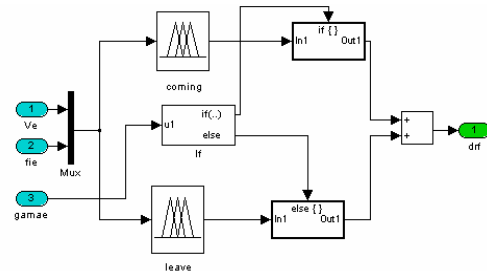 if { }
In1
Out1
coming
1
Ve
if(..)
u1
else
If
2
fie
Mux
+
+
1
drf
3
gamae
else { }
In1
Out1
leave